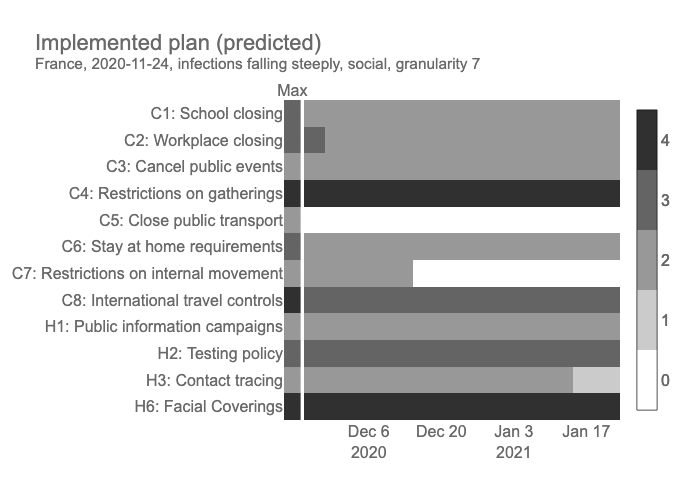 Implemented plan (predicted)
France, 2020-11-24, infections falling steeply, social, granularity 7
Max
C1: School closing
C2: Workplace closing
C3: Cancel public events
C4: Restrictions on gatherings
C5: Close public transport
C6: Stay at home requirements
C7: Restrictions on internal movement
C8: International travel controls
H1: Public information campaigns
H2: Testing policy
H3: Contact tracing
H6: Facial Coverings
4
3
2
1
0
Dec 6 Dec 20 Jan 3 Jan 17
2020 2021